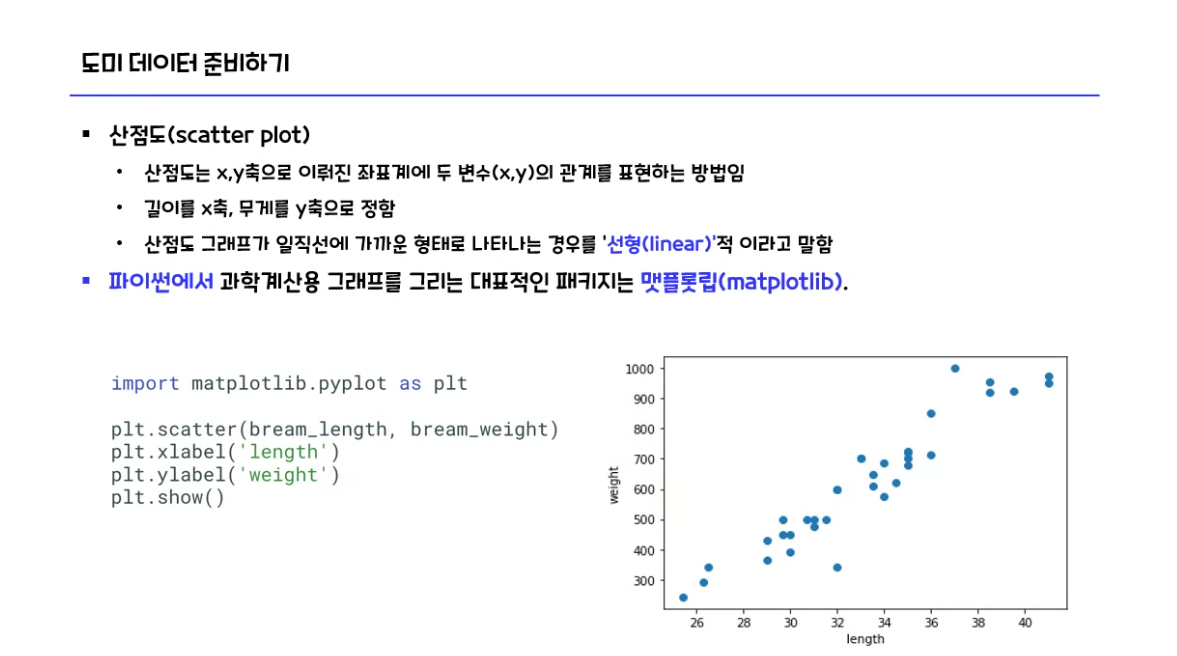 도미 데이터 준비하기
▪ 산점도(scatter plot)
• 산점도는 x,y축으로 이뤄진 좌표계에 두 변수(x,y)의 관계를 표현하는 방법임
• 길이를 x축, 무게를 y축으로 정함
• 산점도 그래프가 일직선에 가까운 형태로 나타나는 경우를 '선형(linear)'적 이라고 말함
▪ 파이썬에서 과학계산용 그래프를 그리는 대표적인 패키지는 맷플롯립(matplotlib).
import matplotlib.pyplot as plt
plt.scatter(bream_length, bream_weight)
plt.xlabel('length')
plt.ylabel('weight')
plt.show()
1000
900
800
700
600
500
400
300
weight
26 28 30 32 34 36 38 40
length